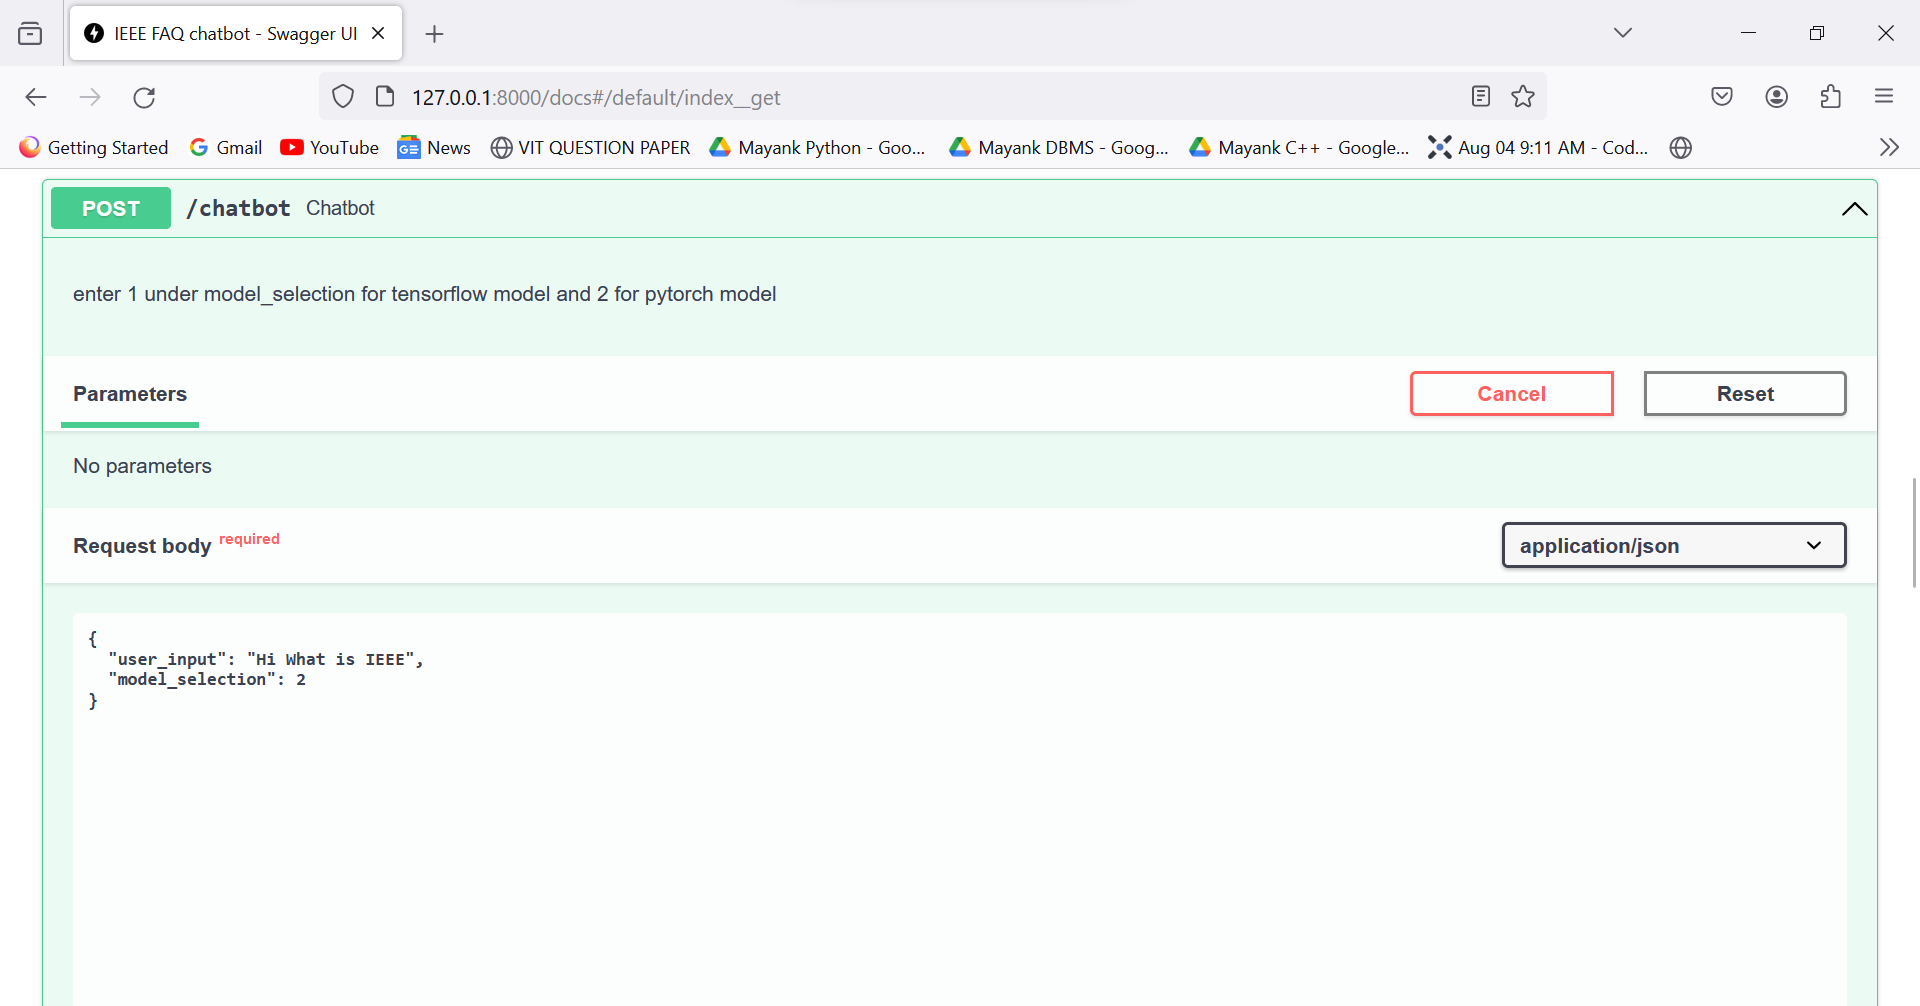 IEEE FAQ chatbot - Swagger UI
127.0.0.1:8000/docs#/default/index__get
Getting Started Gmail YouTube News VIT QUESTION PAPER Mayank Python - Goo... Mayank DBMS - Goog... Mayank C++ - Google... Aug 04 9:11 AM - Cod...
POST /chatbot Chatbot
enter 1 under model_selection for tensorflow model and 2 for pytorch model
Parameters Cancel Reset
No parameters
Request body required application/json
{
"user_input": "Hi What is IEEE",
"model_selection": 2
}